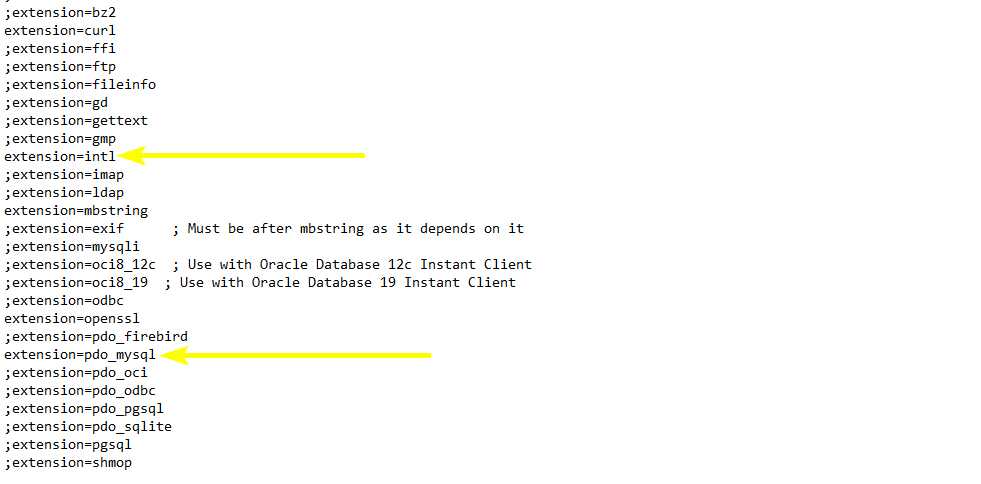 ;extension=bz2
extension=curl
;extension=ffi
;extension=ftp
;extension=fileinfo
;extension=gd
;extension=gettext
;extension=gmp
extension=intl
;extension=imap
;extension=ldap
extension=mbstring
;extension=exif      ; Must be after mbstring as it depends on it
;extension=mysqli
;extension=oci8_12c  ; Use with Oracle Database 12c Instant Client
;extension=oci8_19  ; Use with Oracle Database 19 Instant Client
;extension=odbc
extension=openssl
;extension=pdo_firebird
extension=pdo_mysql
;extension=pdo_oci
;extension=pdo_odbc
;extension=pdo_pgsql
;extension=pdo_sqlite
;extension=pgsql
;extension=shmop